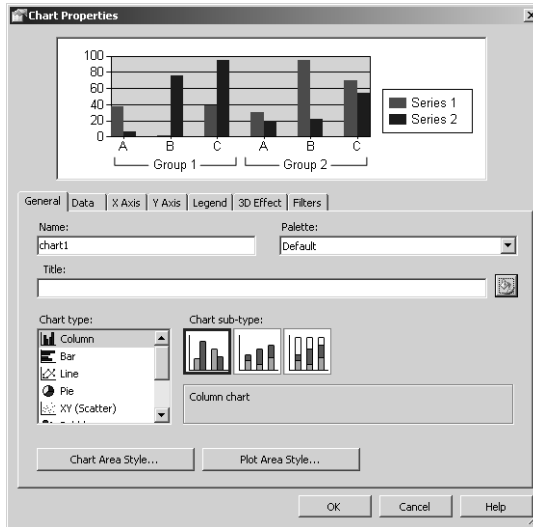 Chart Properties
100
80
60
40
20
0
A B C A B C
Group 1 Group 2
Series 1
Series 2
General Data X Axis Y Axis Legend 3D Effect Filters
Name: Palette:
chart1 Default
Title:
Chart type: Chart sub-type:
Column
Bar
Line
Pie
XY (Scatter)
Column chart
Chart Area Style... Plot Area Style...
OK Cancel Help